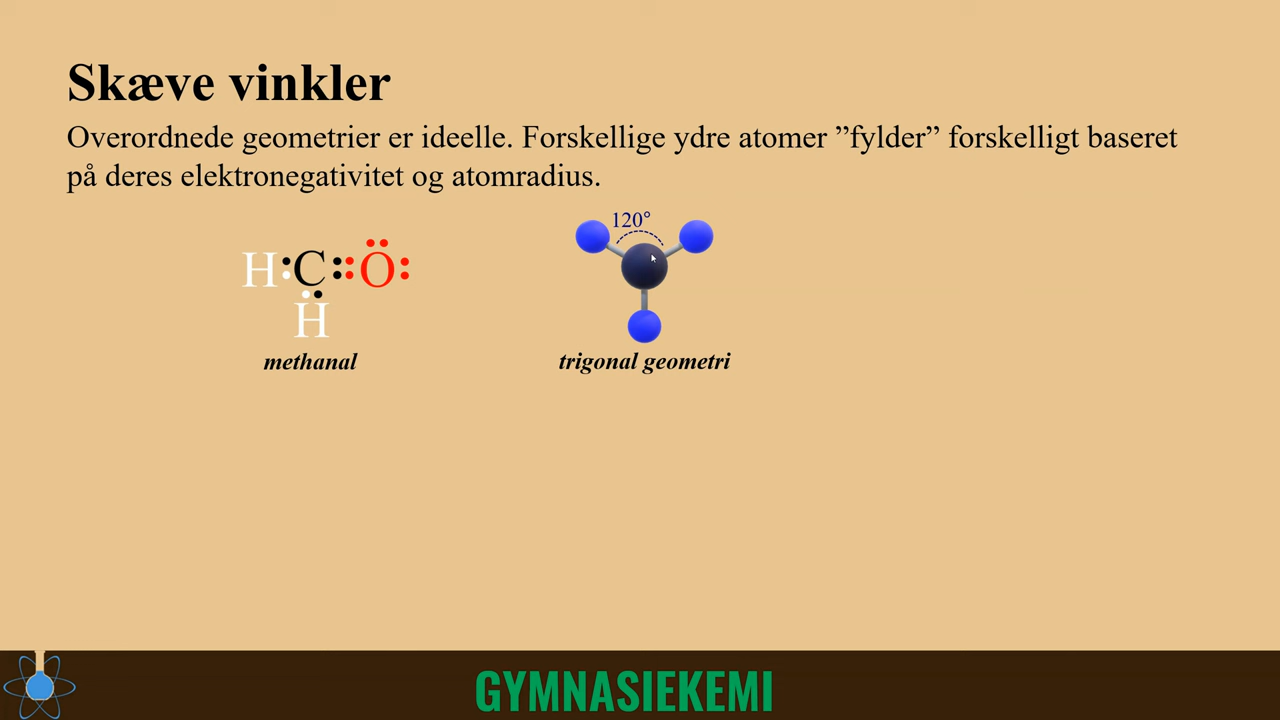 Skæve vinkler
Overordnede geometrier er ideelle. Forskellige ydre atomer ”fylder” forskelligt baseret
på deres elektronegativitet og atomradius.
120°
H:C::O:
H
methanal
trigonal geometri
GYMNASIEKEMI